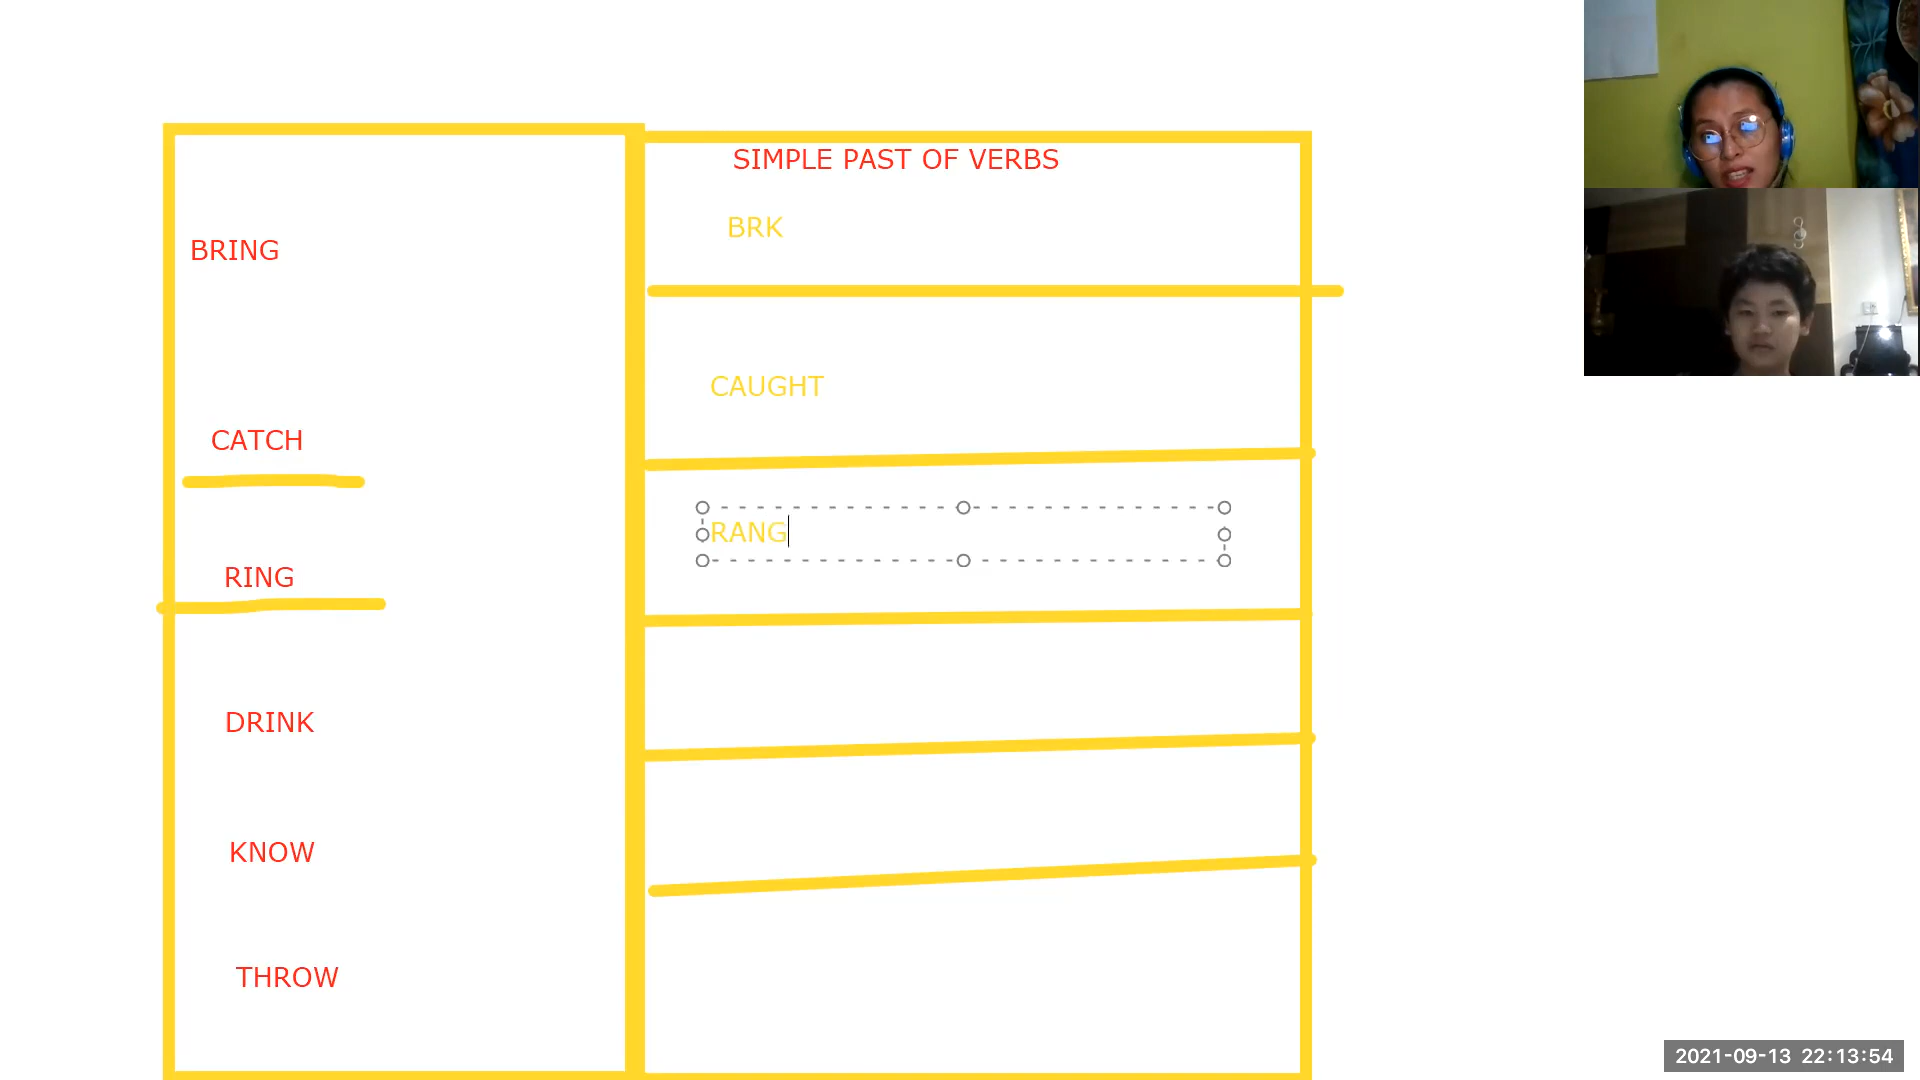 SIMPLE PAST OF VERBS
BRING
BRK
CATCH
CAUGHT
RING
RANG
DRINK
KNOW
THROW
2021-09-13 22:13:54